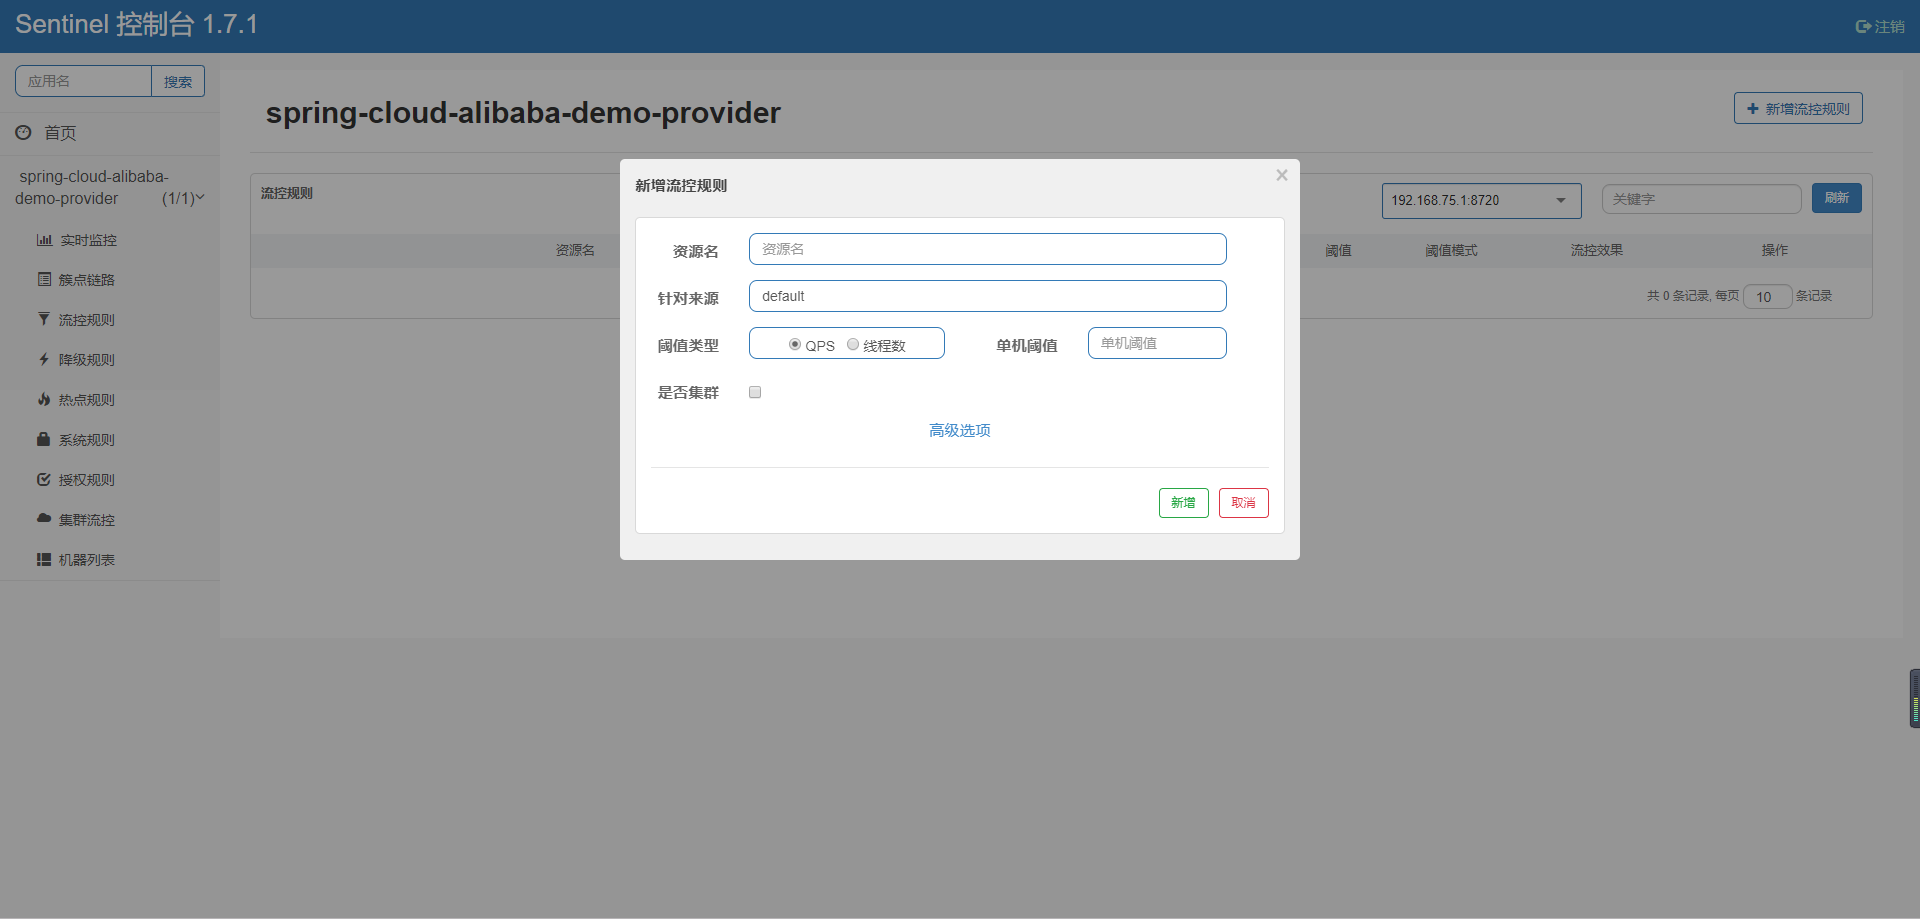 Sentinel 控制台 1.7.1
注销
应用名
搜索
首页
spring-cloud-alibaba-demo-provider
(1/1)
实时监控
簇点链路
流控规则
降级规则
热点规则
系统规则
授权规则
集群流控
机器列表
spring-cloud-alibaba-demo-provider
新增流控规则
流控规则
192.168.75.1:8720
关键字
刷新
资源名
阈值
阈值模式
流控效果
操作
共 0 条记录, 每页 10 条记录
新增流控规则
×
资源名
资源名
针对来源
default
阈值类型
QPS 线程数
单机阈值
单机阈值
是否集群
高级选项
新增
取消